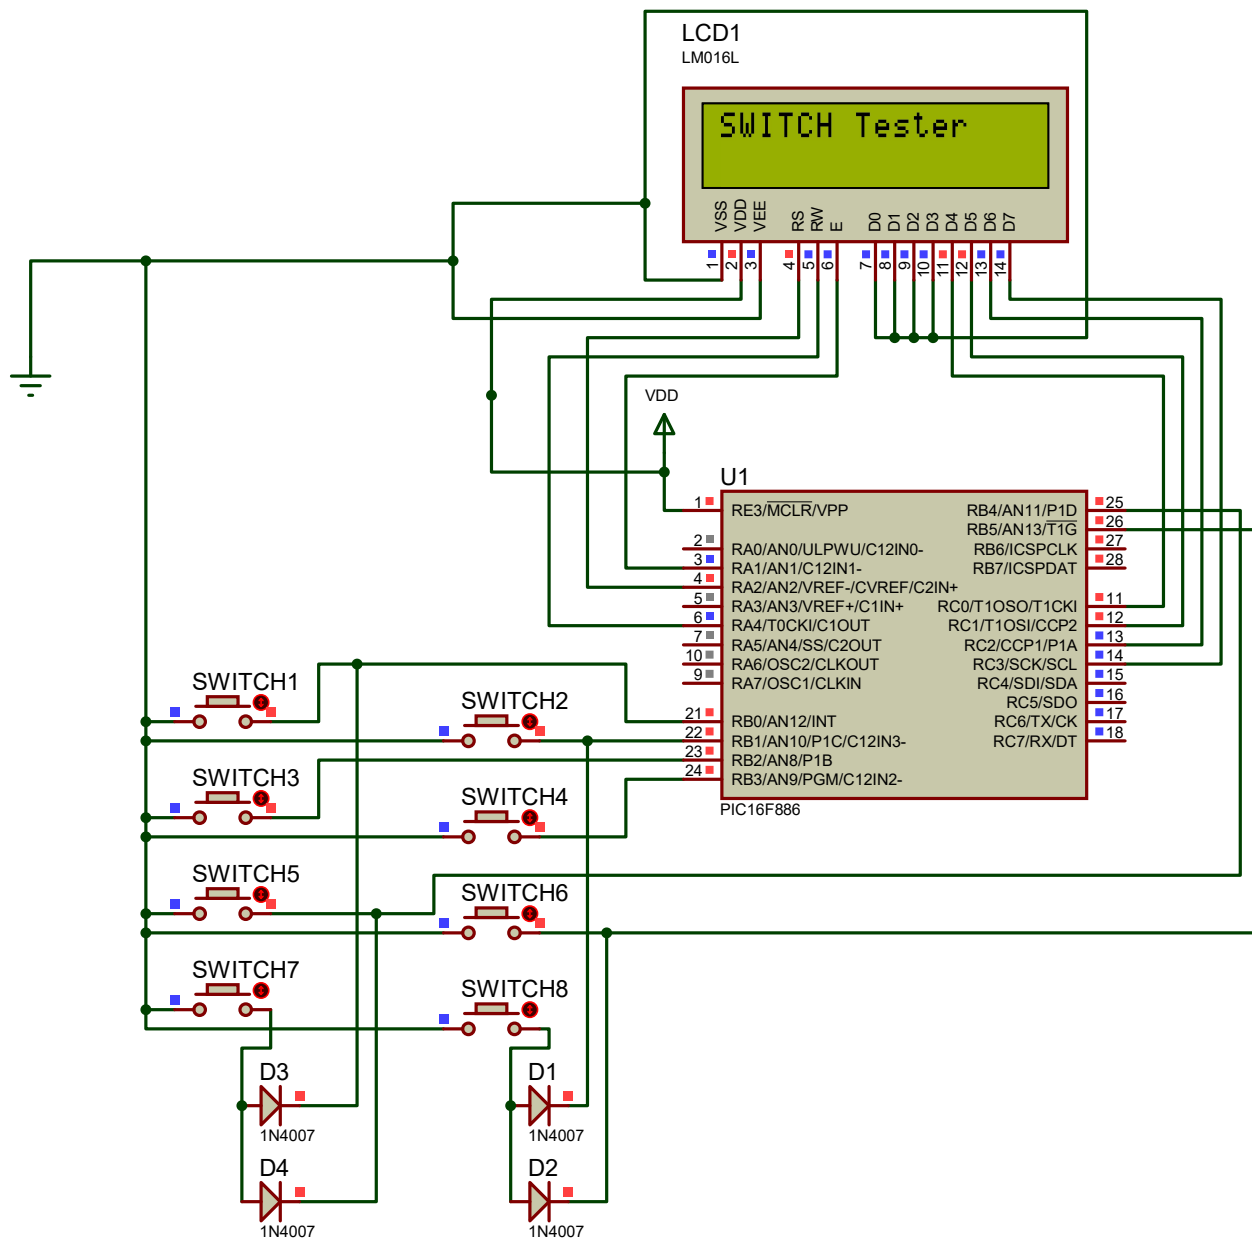 LCD1
LM016L
SWITCH Tester
VSS
VDD
VEE
RS
RW
E
D0
D1
D2
D3
D4
D5
D6
D7
1
2
3
4
5
6
7
8
9
10
11
12
13
14
VDD
U1
1 RE3/MCLR/VPP
2 RA0/AN0/ULPWU/C12IN0-
3 RA1/AN1/C12IN1-
4 RA2/AN2/VREF-/CVREF/C2IN+
5 RA3/AN3/VREF+/C1IN+
6 RA4/T0CKI/C1OUT
7 RA5/AN4/SS/C2OUT
10 RA6/OSC2/CLKOUT
9 RA7/OSC1/CLKIN
21 RB0/AN12/INT
22 RB1/AN10/P1C/C12IN3-
23 RB2/AN8/P1B
24 RB3/AN9/PGM/C12IN2-
RB4/AN11/P1D 25
RB5/AN13/T1G 26
RB6/ICSPCLK 27
RB7/ICSPDAT 28
RC0/T1OSO/T1CKI 11
RC1/T1OSI/CCP2 12
RC2/CCP1/P1A 13
RC3/SCK/SCL 14
RC4/SDI/SDA 15
RC5/SDO 16
RC6/TX/CK 17
RC7/RX/DT 18
PIC16F886
SWITCH1
SWITCH2
SWITCH3
SWITCH4
SWITCH5
SWITCH6
SWITCH7
SWITCH8
D3
1N4007
D1
1N4007
D4
1N4007
D2
1N4007